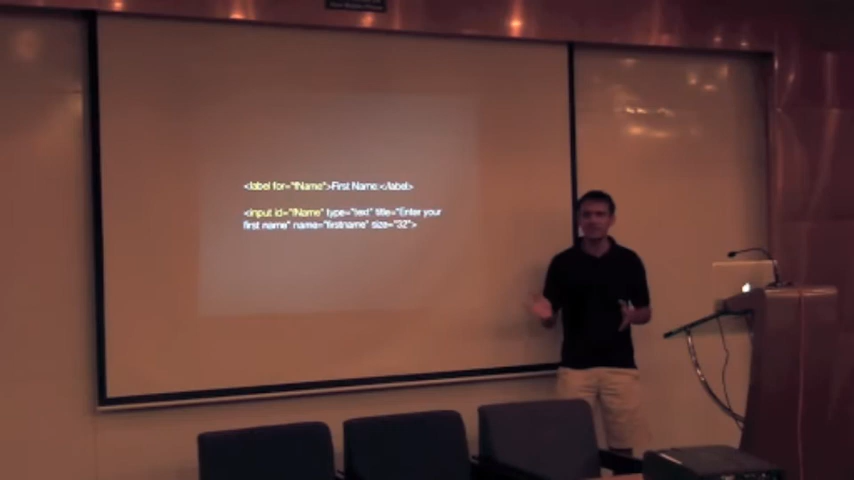 <label for="fName">First Name:</label>
<input id="fName" type="text" title="Enter your
first name" name="firstname" size="32">